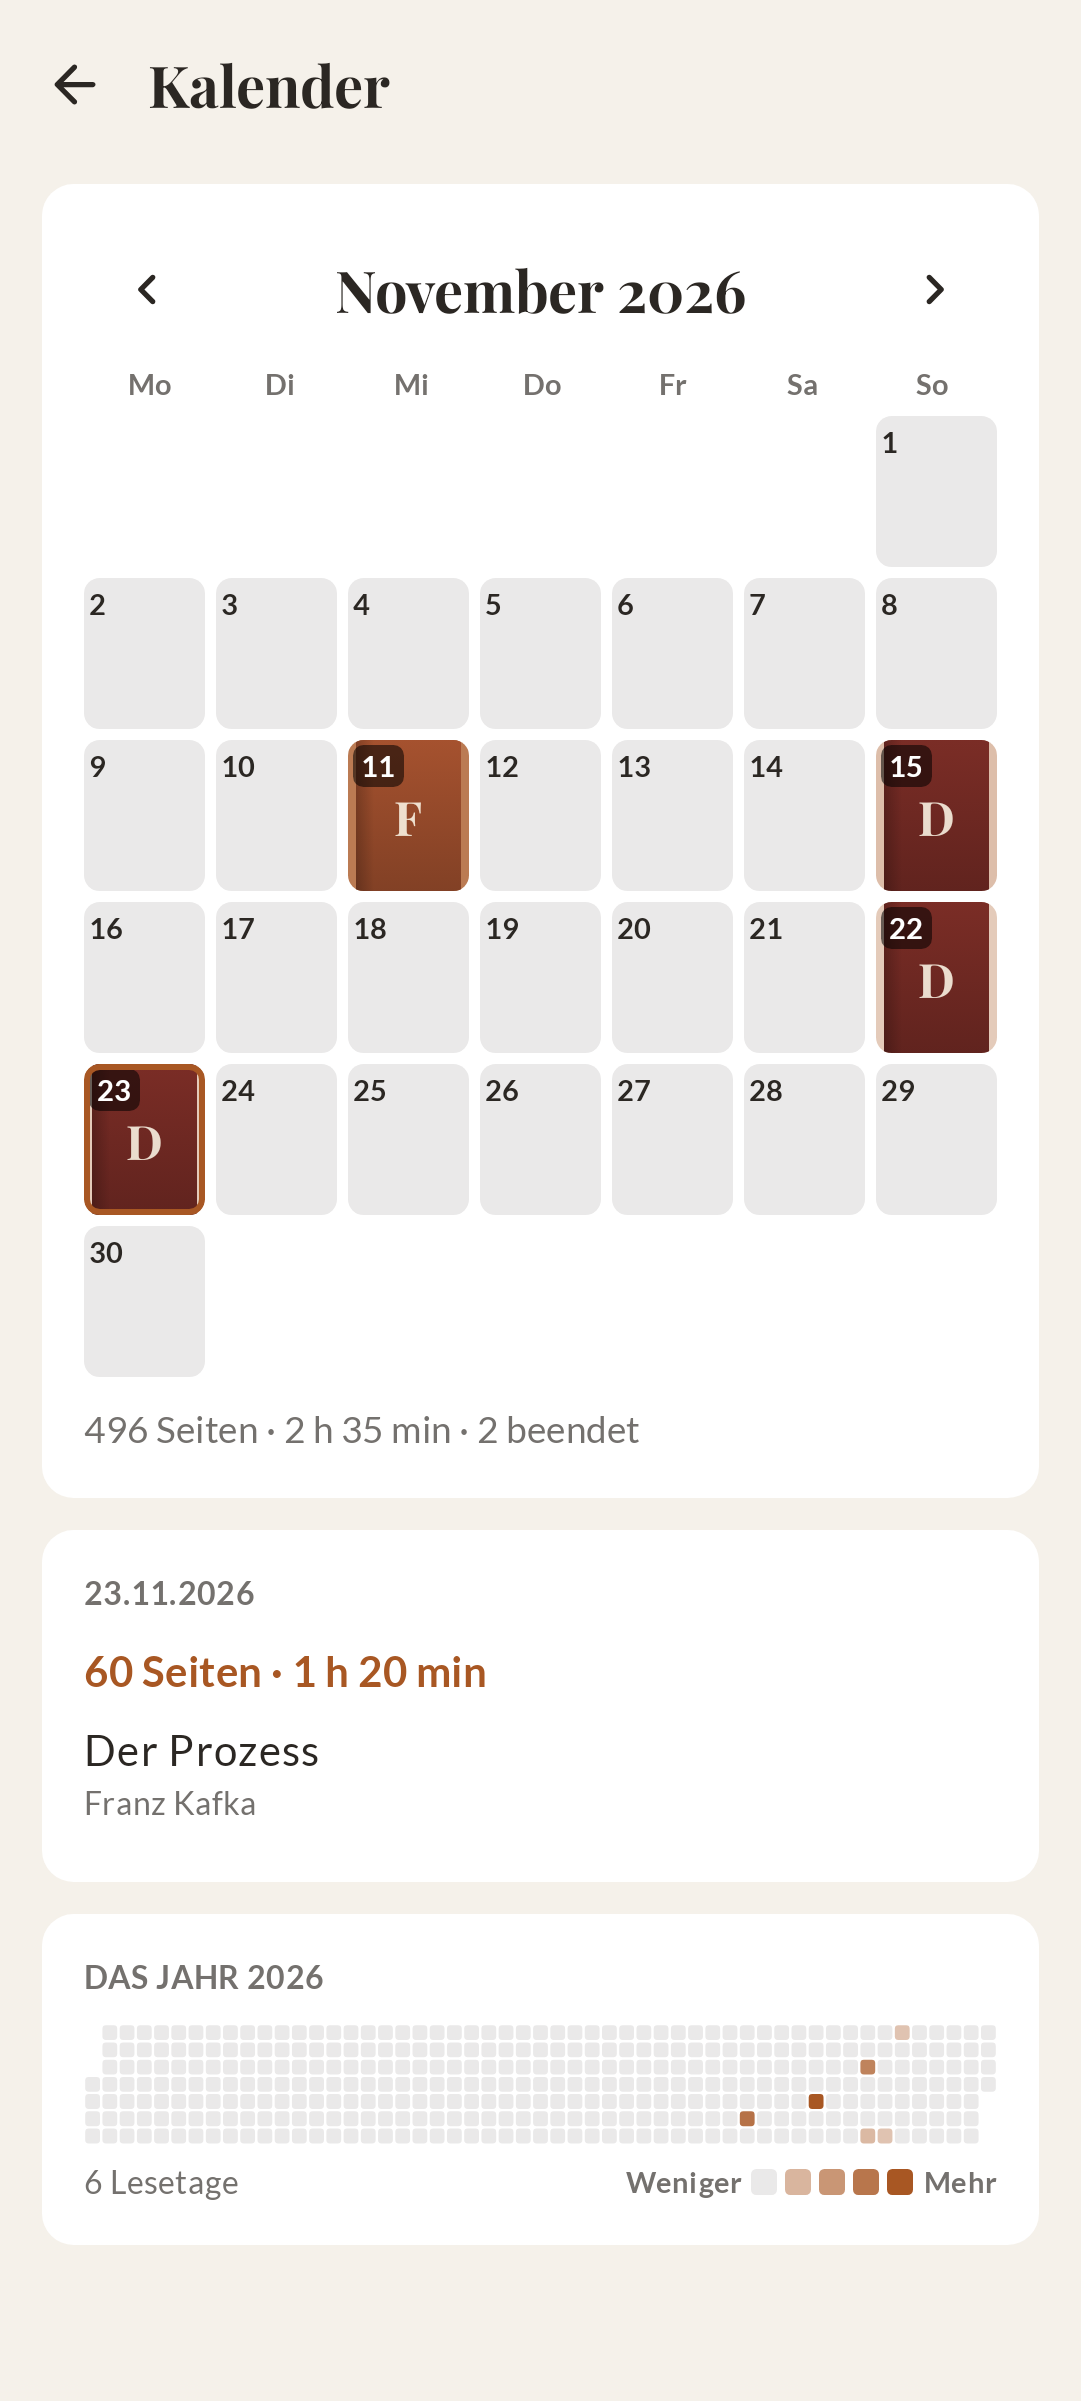 Kalender
November 2026
Mo Di Mi Do Fr Sa So
1
2 3 4 5 6 7 8
9 10 11 12 13 14 15
F D
16 17 18 19 20 21 22
D
23 24 25 26 27 28 29
D
30
496 Seiten · 2 h 35 min · 2 beendet
23.11.2026
60 Seiten · 1 h 20 min
Der Prozess
Franz Kafka
DAS JAHR 2026
6 Lesetage Weniger Mehr